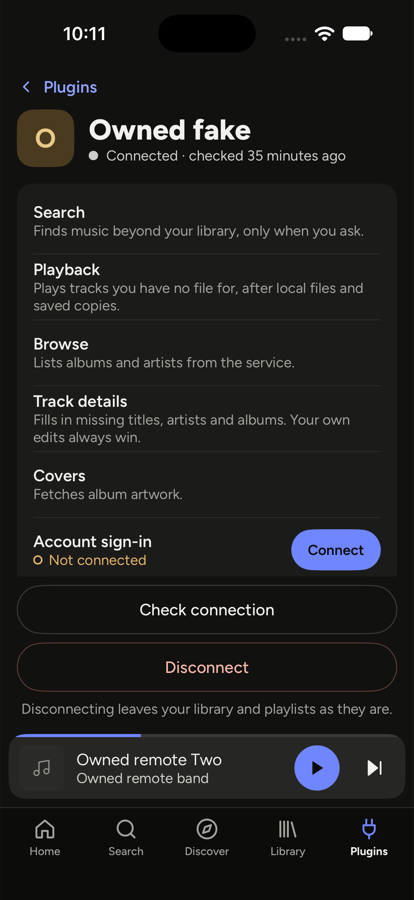 10:11
Plugins
O
Owned fake
Connected · checked 35 minutes ago
Search
Finds music beyond your library, only when you ask.
Playback
Plays tracks you have no file for, after local files and
saved copies.
Browse
Lists albums and artists from the service.
Track details
Fills in missing titles, artists and albums. Your own
edits always win.
Covers
Fetches album artwork.
Account sign-in
Not connected
Connect
Check connection
Disconnect
Disconnecting leaves your library and playlists as they are.
Owned remote Two
Owned remote band
Home
Search
Discover
Library
Plugins